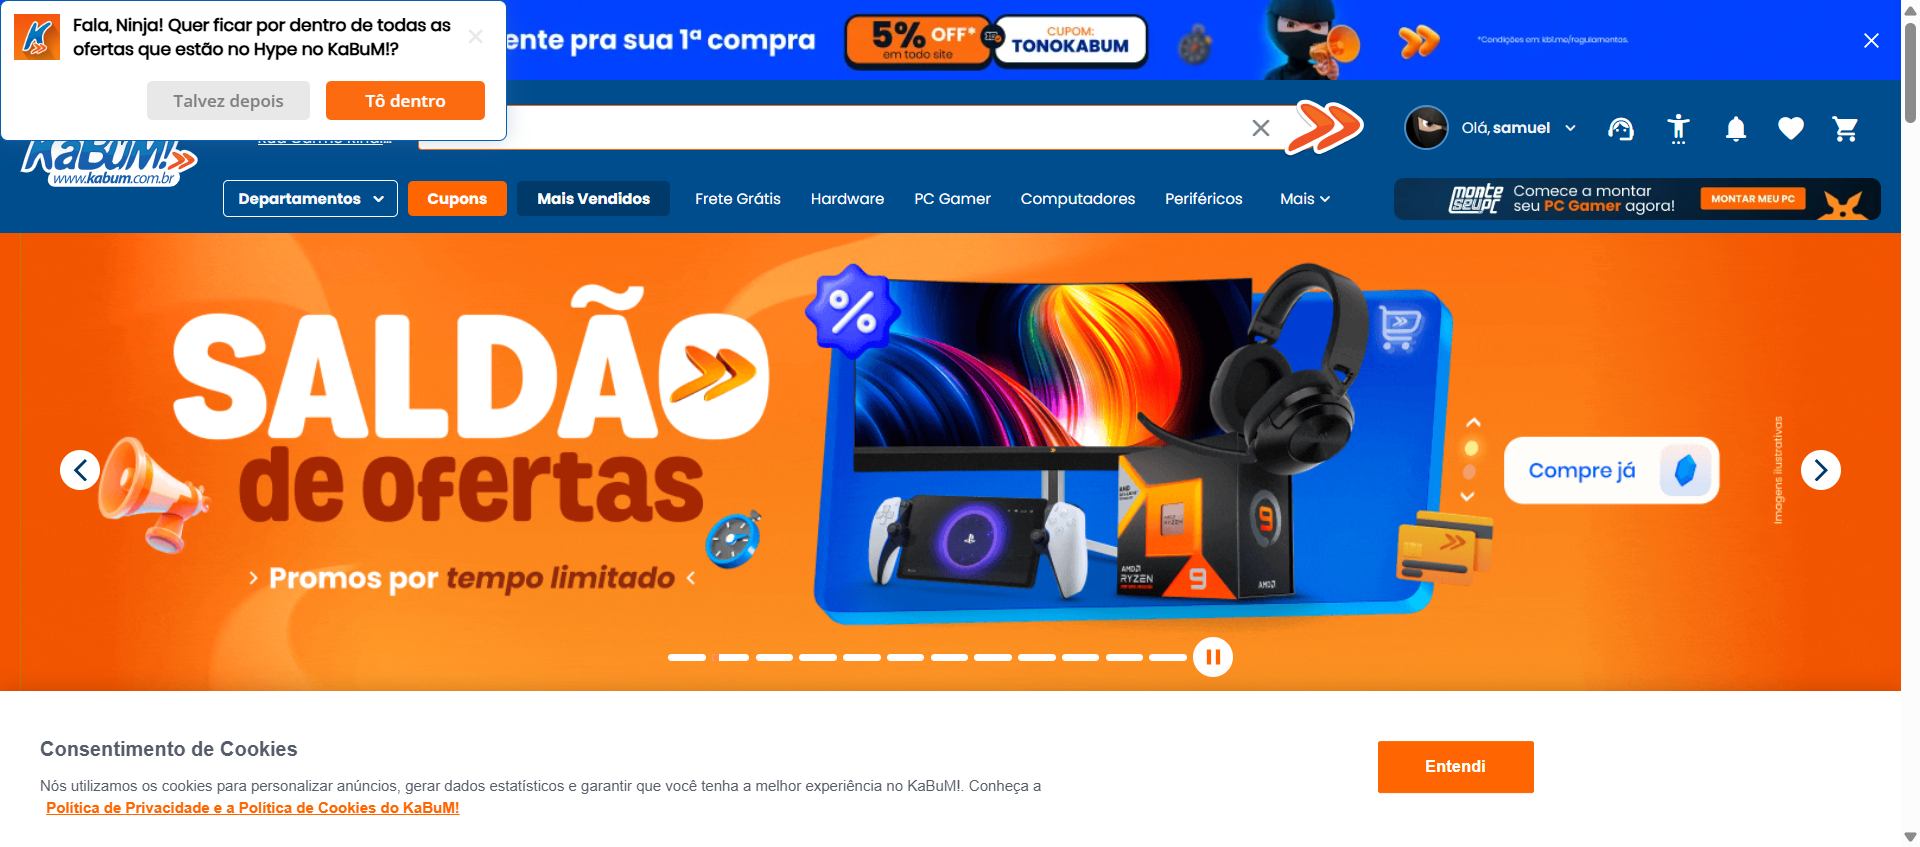 Fala, Ninja! Quer ficar por dentro de todas as
ofertas que estão no Hype no KaBuM!?
Talvez depois
Tô dentro
ente pra sua 1ª compra
5% OFF*
em todo site
CUPOM:
TONOKABUM
*Condições em: kbl.me/regulamentos.
KaBuM!
www.kabum.com.br
Olá, samuel
Departamentos
Cupons
Mais Vendidos
Frete Grátis
Hardware
PC Gamer
Computadores
Periféricos
Mais
monte
seupc
Comece a montar
seu PC Gamer agora!
MONTAR MEU PC
SALDÃO
de ofertas
Promos por tempo limitado
%
AMD
RYZEN
9
AMD
RYZEN
9
AMD
Compre já
Imagens ilustrativas
Consentimento de Cookies
Nós utilizamos os cookies para personalizar anúncios, gerar dados estatísticos e garantir que você tenha a melhor experiência no KaBuM!. Conheça a
Política de Privacidade e a Política de Cookies do KaBuM!
Entendi